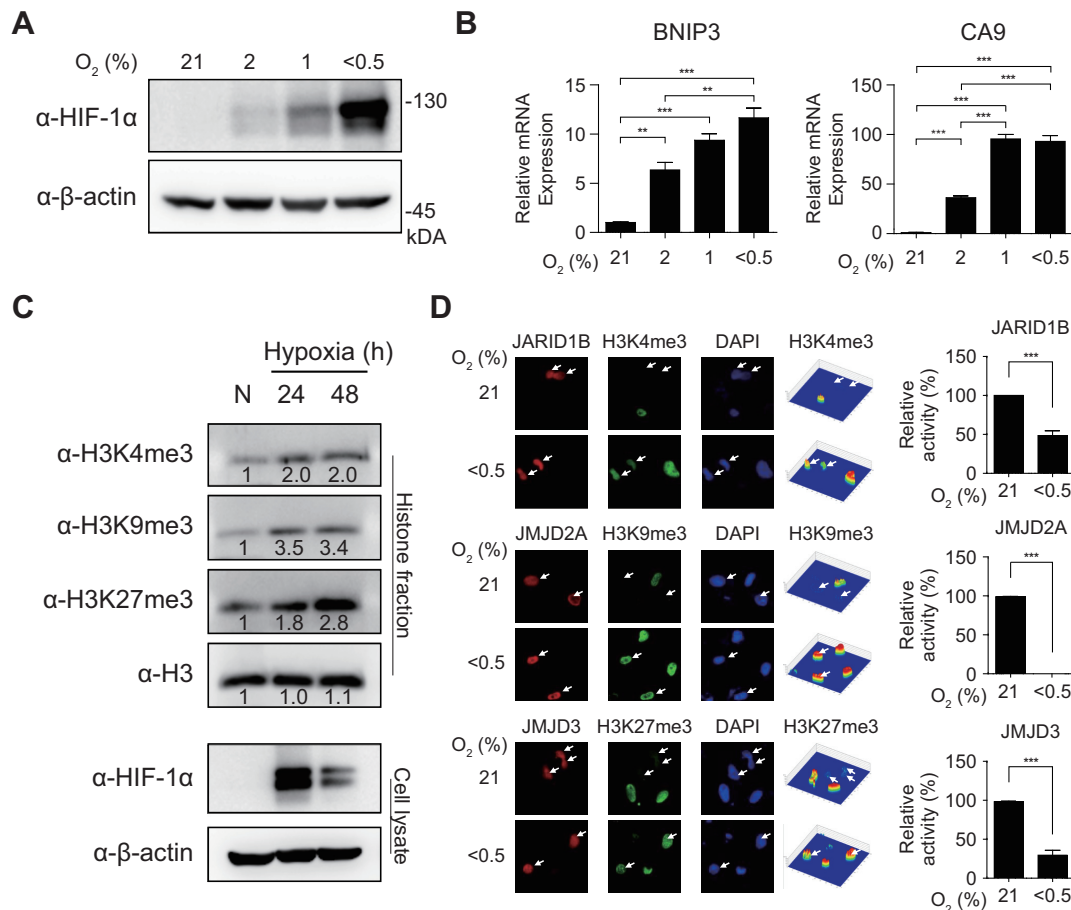 A
O2 (%) 21 2 1 <0.5
α-HIF-1α
-130
α-β-actin
-45
kDA
B
BNIP3
Relative mRNA
Expression
15
10
5
0
***
**
***
**
O2 (%) 21 2 1 <0.5
CA9
Relative mRNA
Expression
150
100
50
0
***
***
***
***
***
O2 (%) 21 2 1 <0.5
C
Hypoxia (h)
N 24 48
α-H3K4me3
1 2.0 2.0
α-H3K9me3
1 3.5 3.4
α-H3K27me3
1 1.8 2.8
α-H3
1 1.0 1.1
Histone fraction
α-HIF-1α
α-β-actin
Cell lysate
D
JARID1B H3K4me3 DAPI H3K4me3
O2 (%)
21
<0.5
JARID1B
Relative
activity (%)
150
100
50
0
***
O2 (%) 21 <0.5
JMJD2A H3K9me3 DAPI H3K9me3
O2 (%)
21
<0.5
JMJD2A
Relative
activity (%)
150
100
50
0
***
O2 (%) 21 <0.5
JMJD3 H3K27me3 DAPI H3K27me3
O2 (%)
21
<0.5
JMJD3
Relative
activity (%)
150
100
50
0
***
O2 (%) 21 <0.5